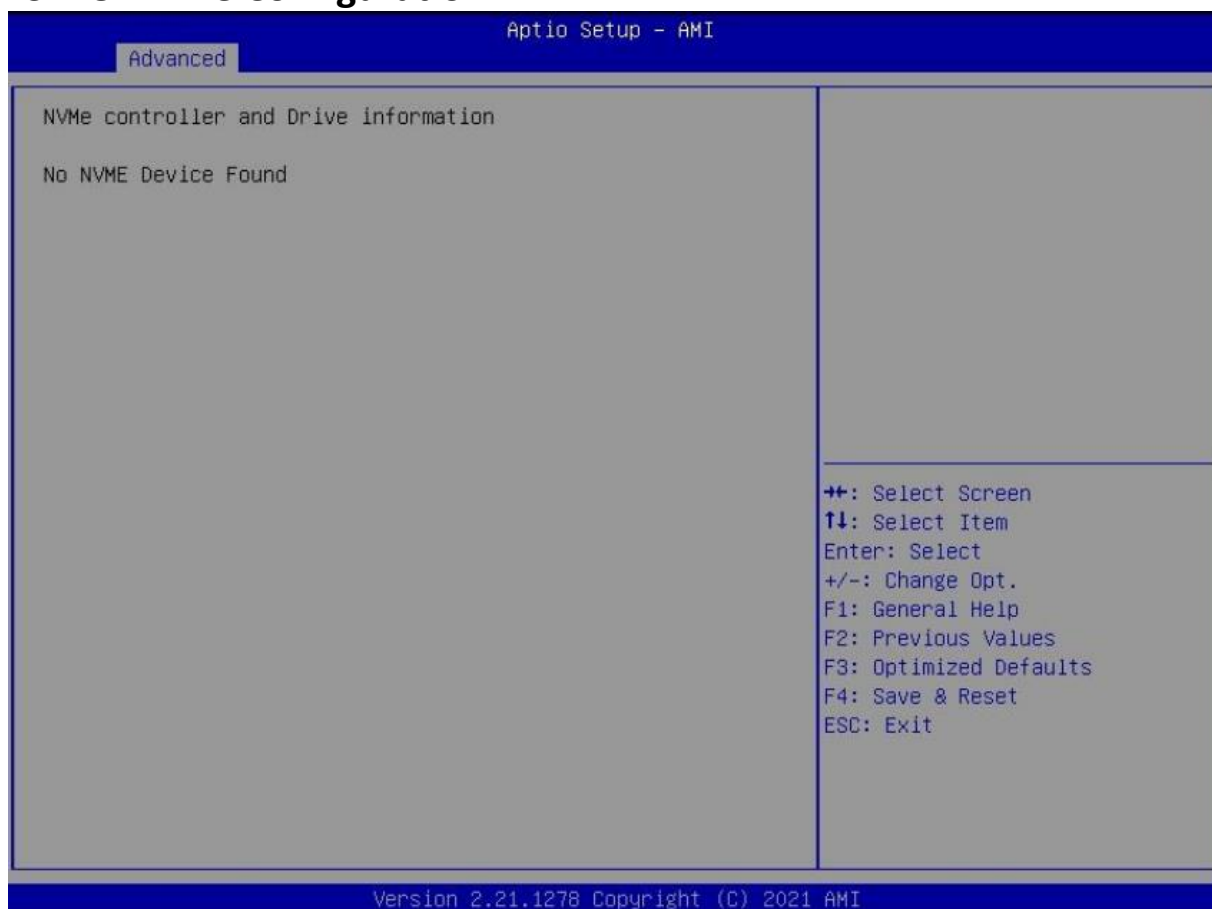 Aptio Setup – AMI
Advanced
NVMe controller and Drive information
No NVME Device Found
→←: Select Screen
↑↓: Select Item
Enter: Select
+/-: Change Opt.
F1: General Help
F2: Previous Values
F3: Optimized Defaults
F4: Save & Reset
ESC: Exit
Version 2.21.1278 Copyright (C) 2021 AMI